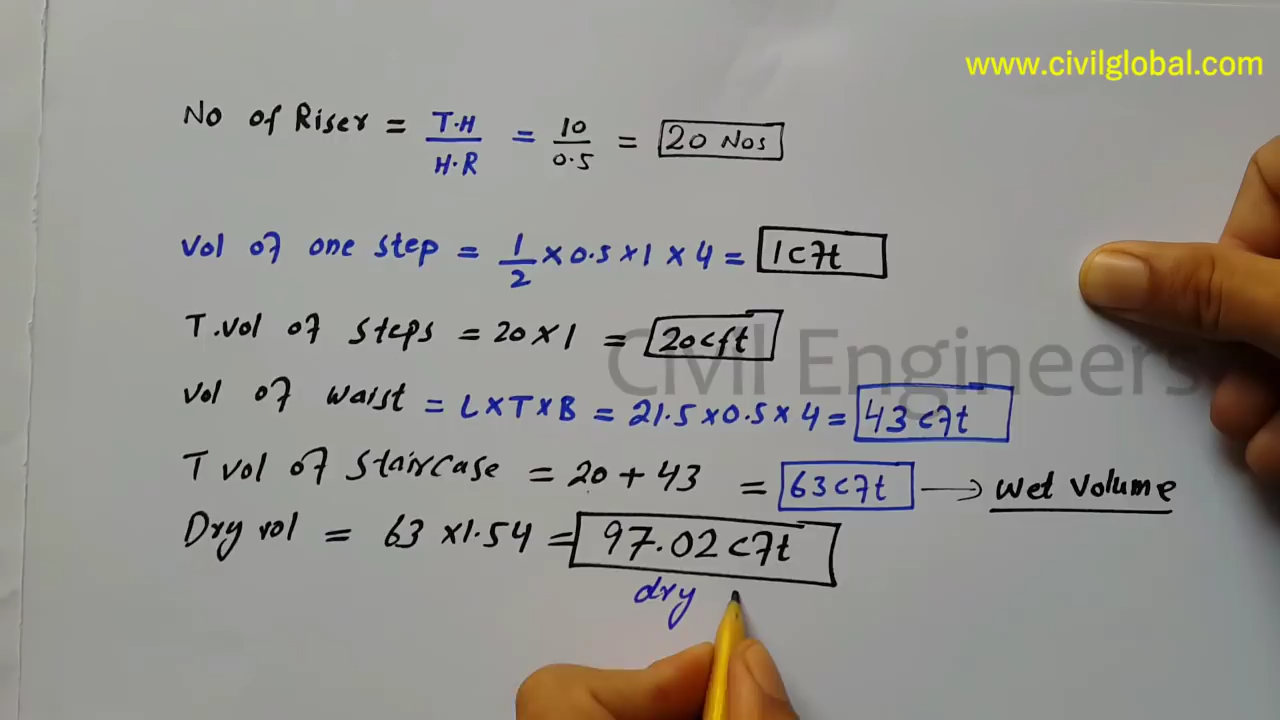 www.civilglobal.com
No of Riser = T.H / H.R = 10 / 0.5 = 20 Nos
Vol of one step = 1/2 × 0.5 × 1 × 4 = 1cft
T.vol of steps = 20 × 1 = 20cft
Civil Engineers
Vol of waist = L×T×B = 21.5 × 0.5 × 4 = 43 cft
T vol of Staircase = 20 + 43 = 63cft → Wet Volume
Dry vol = 63 × 1.54 = 97.02 cft
dry